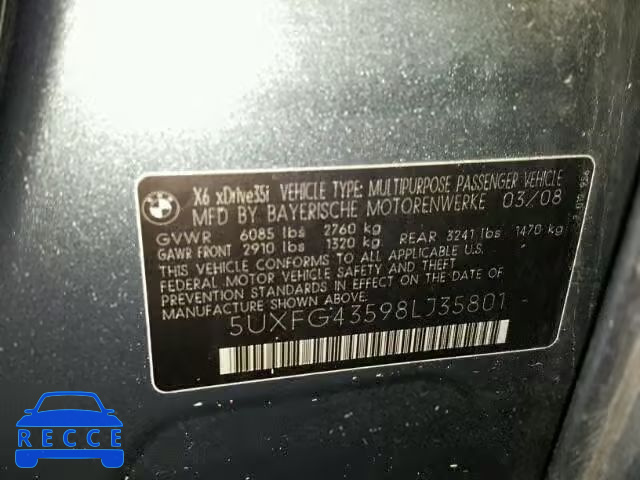 BMW
X6 xDrive35i VEHICLE TYPE: MULTIPURPOSE PASSENGER VEHICLE
MFD BY BAYERISCHE MOTORENWERKE 03/08
GVWR 6085 lbs 2760 kg
GAWR FRONT 2910 lbs 1320 kg REAR 3241 lbs 1470 kg
THIS VEHICLE CONFORMS TO ALL APPLICABLE U.S.
FEDERAL MOTOR VEHICLE SAFETY AND THEFT
PREVENTION STANDARDS IN EFFECT ON THE DATE OF
MANUFACTURE SHOWN ABOVE.
5UXFG43598LJ35801
RECCE